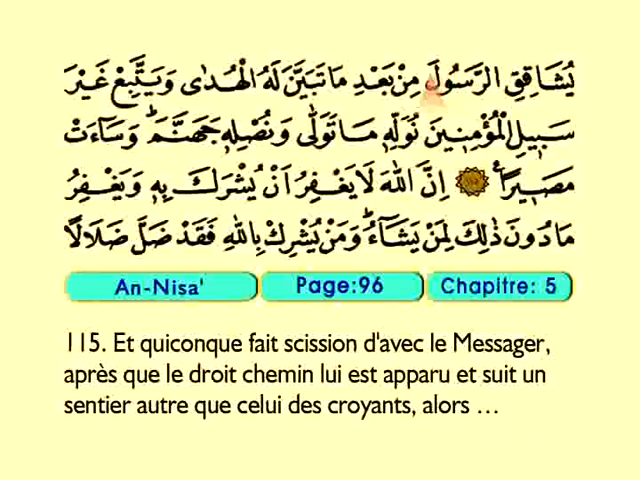 يُشَاقِقِ الرَّسُولَ مِنْ بَعْدِ مَا تَبَيَّنَ لَهُ الْهُدٰى وَيَتَّبِعْ غَيْرَ
سَبِيلِ الْمُؤْمِنِينَ نُوَلِّهِ مَا تَوَلّٰى وَنُصْلِهِ جَهَنَّمَۜ وَسَآءَتْ
مَصِيرًا۟ ﴿١١٥﴾ اِنَّ اللّٰهَ لَا يَغْفِرُ اَنْ يُشْرَكَ بِهِ وَيَغْفِرُ
مَا دُونَ ذٰلِكَ لِمَنْ يَشَآءُۜ وَمَنْ يُشْرِكْ بِاللّٰهِ فَقَدْ ضَلَّ ضَلَالًا
An-Nisa' Page:96 Chapitre: 5
115. Et quiconque fait scission d'avec le Messager,
après que le droit chemin lui est apparu et suit un
sentier autre que celui des croyants, alors …